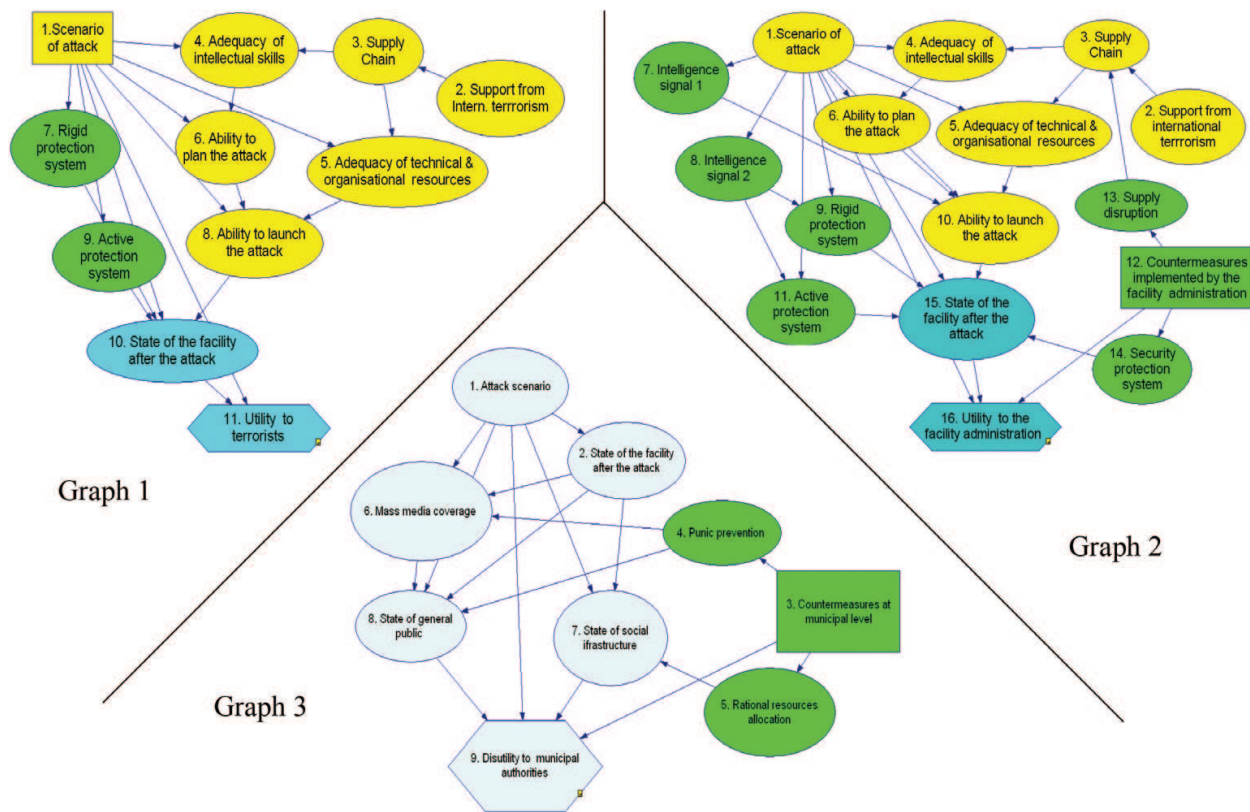 1.Scenario
of attack
4. Adequacy of
intellectual skills
3. Supply
Chain
2. Support from
Intern. terrrorism
7. Rigid
protection
system
6. Ability to
plan the attack
5. Adequacy of technical &
organisational resources
9. Active
protection
system
8. Ability to launch
the attack
10. State of the facility
after the attack
11. Utility to
terrorists
Graph 1
1.Scenario of
attack
4. Adequacy of
intellectual skills
3. Supply
Chain
7. Intelligence
signal 1
6. Ability to plan
the attack
5. Adequacy of technical &
organisational resources
2. Support from
international
terrrorism
8. Intelligence
signal 2
9. Rigid
protection
system
10. Ability to launch
the attack
13. Supply
disruption
12. Countermeasures
implemented by the
facility administration
11. Active
protection
system
15. State of the
facility after the
attack
14. Security
protection
system
16. Utility to the
facility administration
Graph 2
1. Attack scenario
2. State of the facility
after the attack
6. Mass media coverage
4. Punic prevention
3. Countermeasures at
municipal level
8. State of general
public
7. State of social
ifrastructure
5. Rational resources
allocation
9. Disutility to municipal
authorities
Graph 3